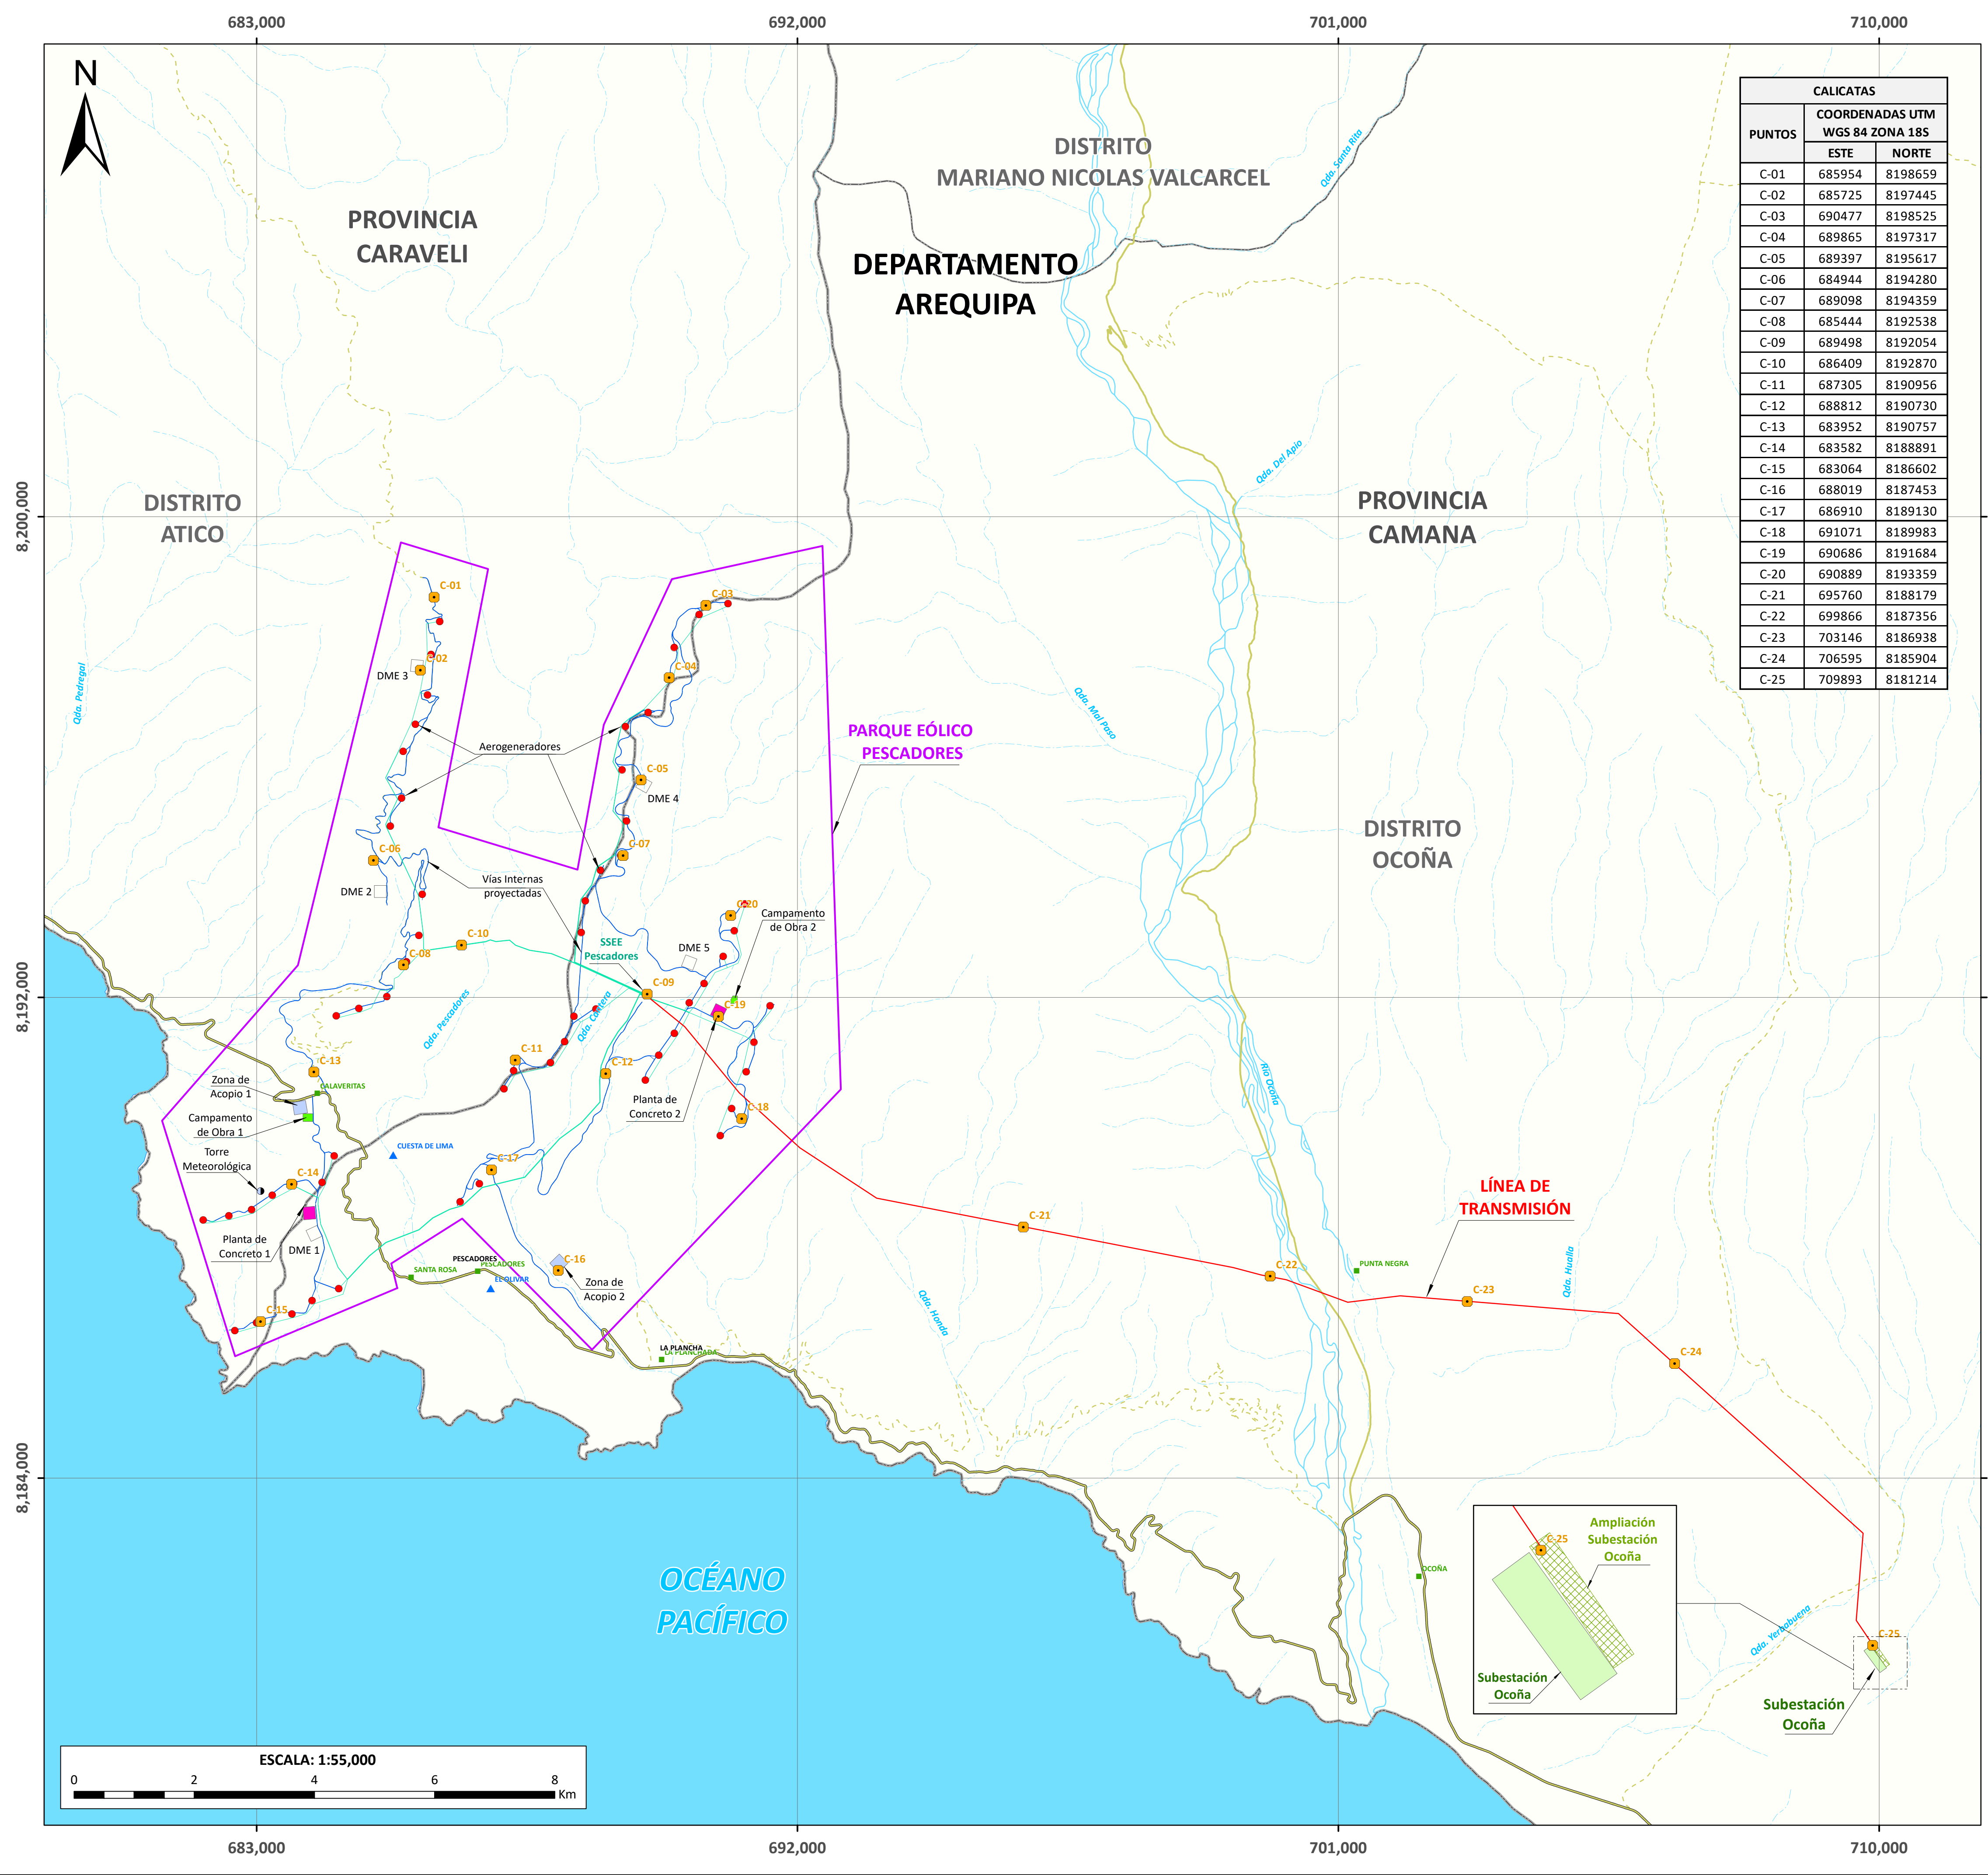 683,000 692,000 701,000 710,000
N
CALICATAS
PUNTOS
COORDENADAS UTM
WGS 84 ZONA 18S
ESTE NORTE
C-01 685954 8198659
C-02 685725 8197445
C-03 690477 8198525
C-04 689865 8197317
C-05 689397 8195617
C-06 684944 8194280
C-07 689098 8194359
C-08 685444 8192538
C-09 689498 8192054
C-10 686409 8192870
C-11 687305 8190956
C-12 688812 8190730
C-13 683952 8190757
C-14 683582 8188891
C-15 683064 8186602
C-16 688019 8187453
C-17 686910 8189130
C-18 691071 8189983
C-19 690686 8191684
C-20 690889 8193359
C-21 695760 8188179
C-22 699866 8187356
C-23 703146 8186938
C-24 706595 8185904
C-25 709893 8181214
DISTRITO
MARIANO NICOLAS VALCARCEL
Qda. Santa Rita
PROVINCIA
CARAVELI
DEPARTAMENTO
AREQUIPA
Qda. Del Apio
DISTRITO
ATICO
PROVINCIA
CAMANA
8,200,000
C-01
C-03
C-02
DME 3
C-04
Qda. Pedregal
Qda. Mal Paso
PARQUE EÓLICO
PESCADORES
Aerogeneradores
C-05
DME 4
DISTRITO
OCOÑA
C-06
C-07
DME 2
Vías Internas
proyectadas
C-20
Campamento
de Obra 2
C-10
SSEE
Pescadores
DME 5
C-08
8,192,000
C-09
C-19
Qda. Pescadores
Qda. Cantera
C-11
C-12
C-13
Zona de
Acopio 1
CALAVERITAS
Río Ocoña
Planta de
Concreto 2
C-18
Campamento
de Obra 1
CUESTA DE LIMA
Torre
Meteorológica
C-14
C-17
LÍNEA DE
TRANSMISIÓN
C-21
Planta de
Concreto 1
DME 1
PESCADORES
PESCADORES
SANTA ROSA
EL OLIVAR
C-16
Zona de
Acopio 2
C-22
PUNTA NEGRA
Qda. Hualla
C-23
C-15
Qda. Honda
LA PLANCHA
LA PLANCHADA
C-24
8,184,000
OCÉANO
PACÍFICO
OCOÑA
C-25
Ampliación
Subestación
Ocoña
Subestación
Ocoña
Qda. Yerbabuena
C-25
Subestación
Ocoña
ESCALA: 1:55,000
0 2 4 6 8
Km
683,000 692,000 701,000 710,000